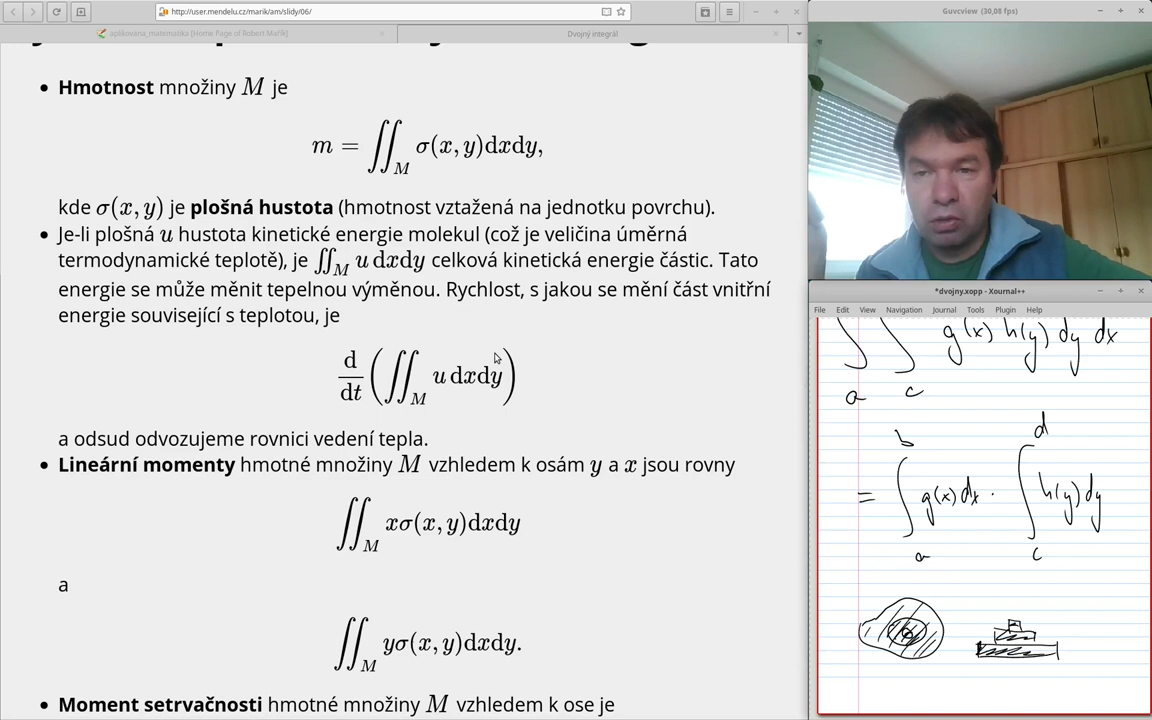 http://user.mendelu.cz/marik/am/slidy/06/
aplikovana_matematika [Home Page of Robert Mařík]
Dvojný integrál
Hmotnost množiny M je
m = ∬_M σ(x, y)dxdy,
kde σ(x, y) je plošná hustota (hmotnost vztažená na jednotku povrchu).
Je-li plošná u hustota kinetické energie molekul (což je veličina úměrná
termodynamické teplotě), je ∬_M u dxdy celková kinetická energie částic. Tato
energie se může měnit tepelnou výměnou. Rychlost, s jakou se mění část vnitřní
energie související s teplotou, je
d/dt (∬_M u dxdy)
a odsud odvozujeme rovnici vedení tepla.
Lineární momenty hmotné množiny M vzhledem k osám y a x jsou rovny
∬_M xσ(x, y)dxdy
a
∬_M yσ(x, y)dxdy.
Moment setrvačnosti hmotné množiny M vzhledem k ose je
Guvcview (30,08 fps)
*dvojny.xopp - Xournal++
File Edit View Navigation Journal Tools Plugin Help
∫_a ∫_c g(x) h(y) dy dx
= ∫_a^b g(x)dx · ∫_c^d h(y)dy